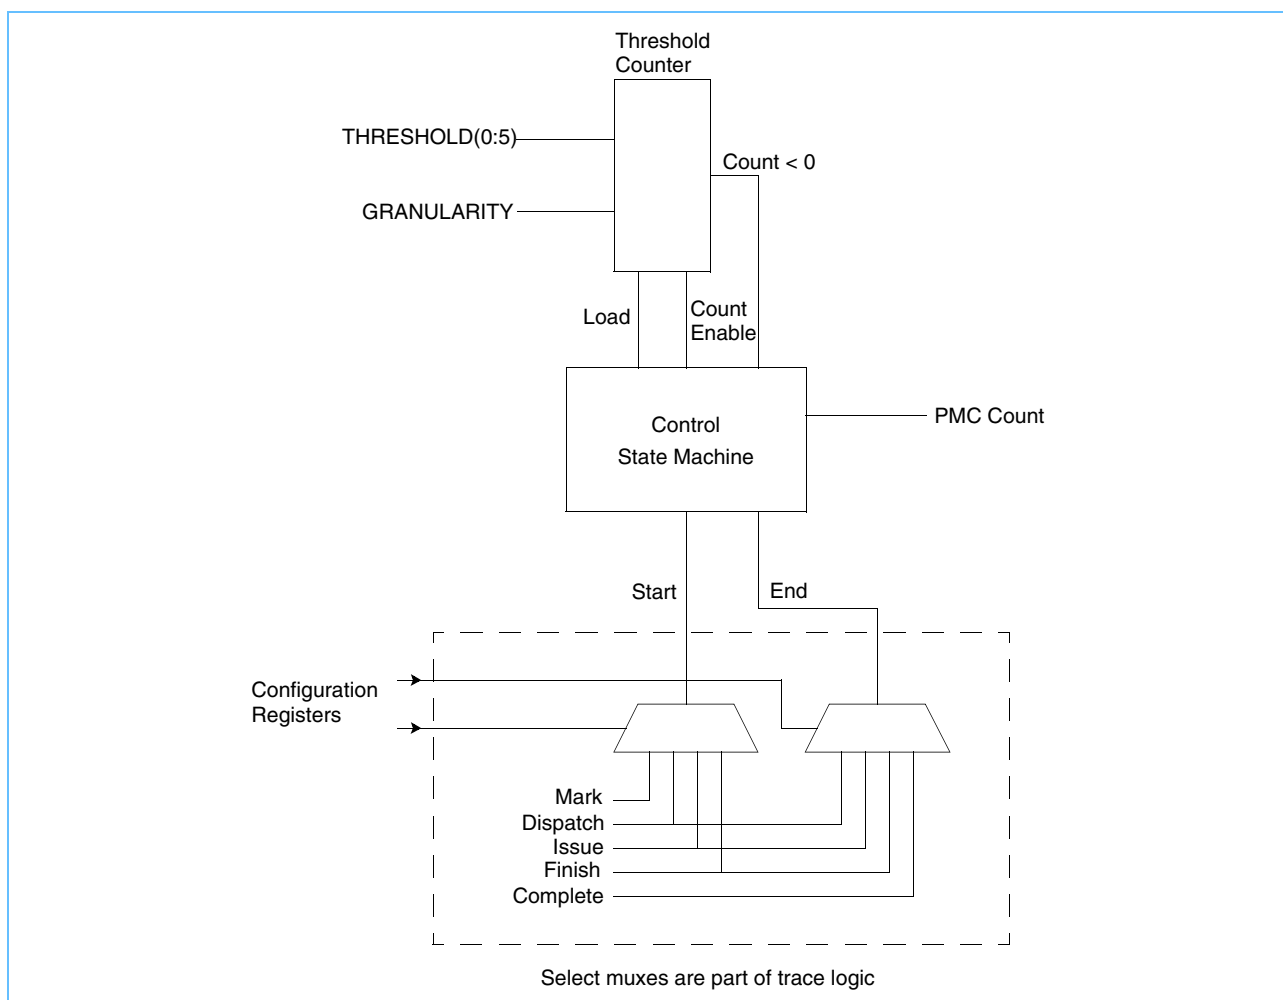 Threshold
Counter
THRESHOLD(0:5)
Count < 0
GRANULARITY
Load
Count
Enable
Control
State Machine
PMC Count
Start
End
Configuration
Registers
Mark
Dispatch
Issue
Finish
Complete
Select muxes are part of trace logic